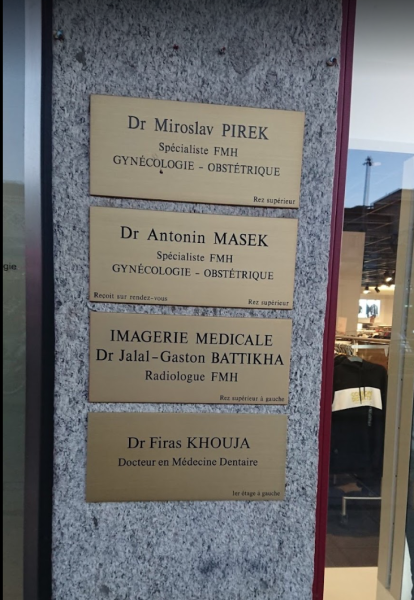 Dr Miroslav PIREK
Spécialiste FMH
GYNÉCOLOGIE - OBSTÉTRIQUE
Rez supérieur
Dr Antonin MASEK
Spécialiste FMH
GYNÉCOLOGIE - OBSTÉTRIQUE
Reçoit sur rendez-vous
Rez supérieur
IMAGERIE MEDICALE
Dr Jalal-Gaston BATTIKHA
Radiologue FMH
Rez supérieur à gauche
Dr Firas KHOUJA
Docteur en Médecine Dentaire
1er étage à gauche